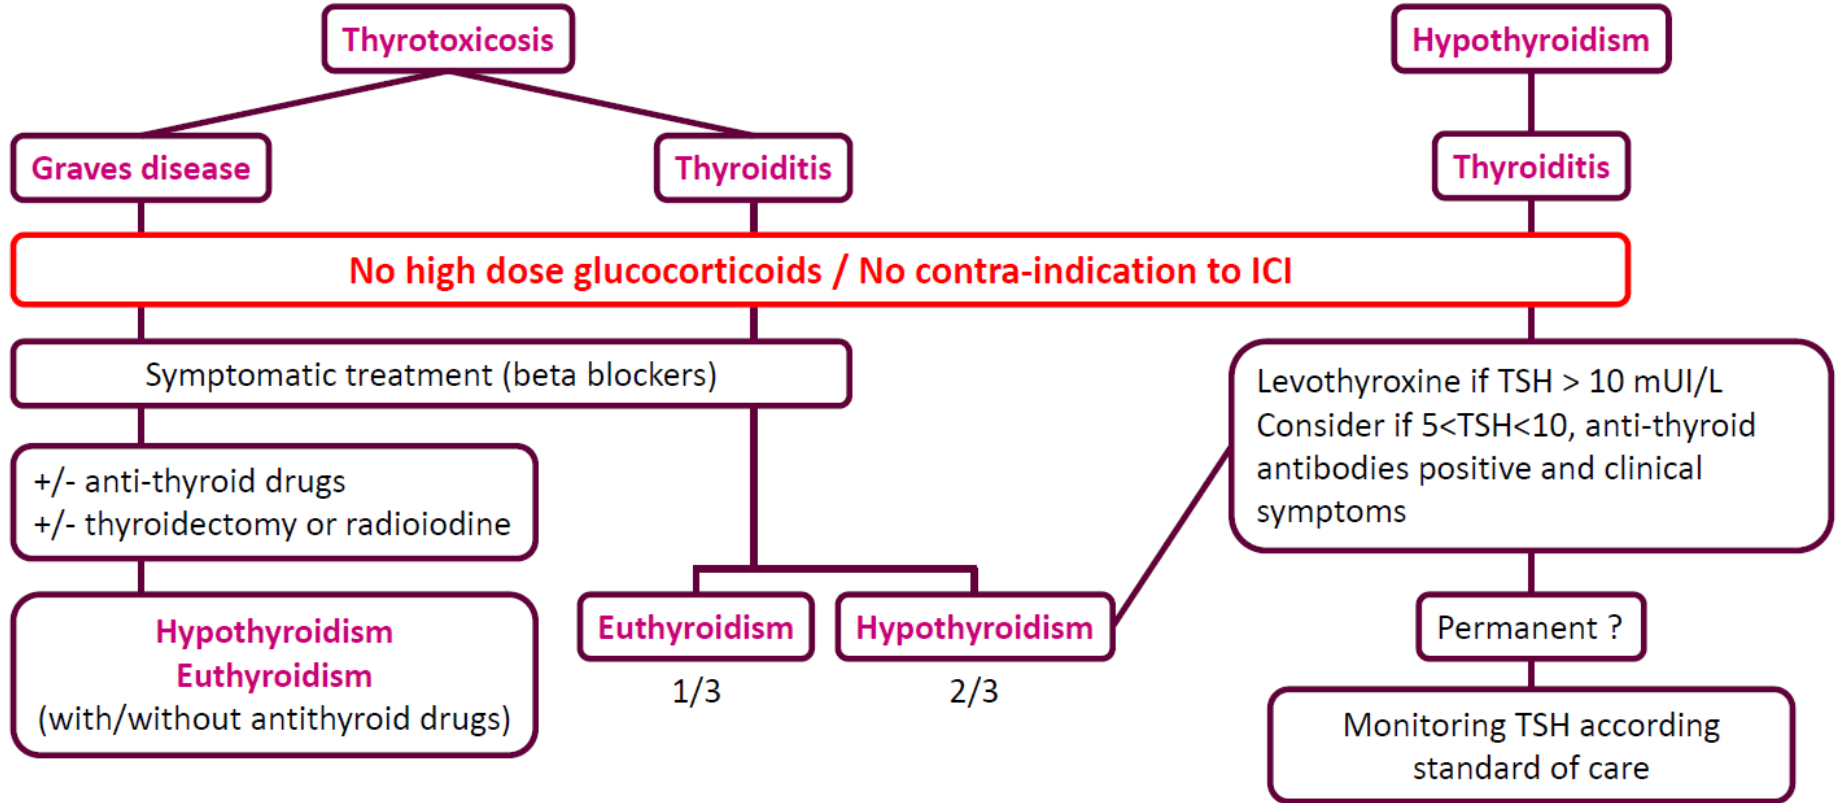 Thyrotoxicosis
Hypothyroidism
Graves disease
Thyroiditis
Thyroiditis
No high dose glucocorticoids / No contra-indication to ICI
Symptomatic treatment (beta blockers)
+/- anti-thyroid drugs
+/- thyroidectomy or radioiodine
Hypothyroidism
Euthyroidism
(with/without antithyroid drugs)
Euthyroidism
1/3
Hypothyroidism
2/3
Levothyroxine if TSH > 10 mUI/L
Consider if 5<TSH<10, anti-thyroid
antibodies positive and clinical
symptoms
Permanent ?
Monitoring TSH according
standard of care